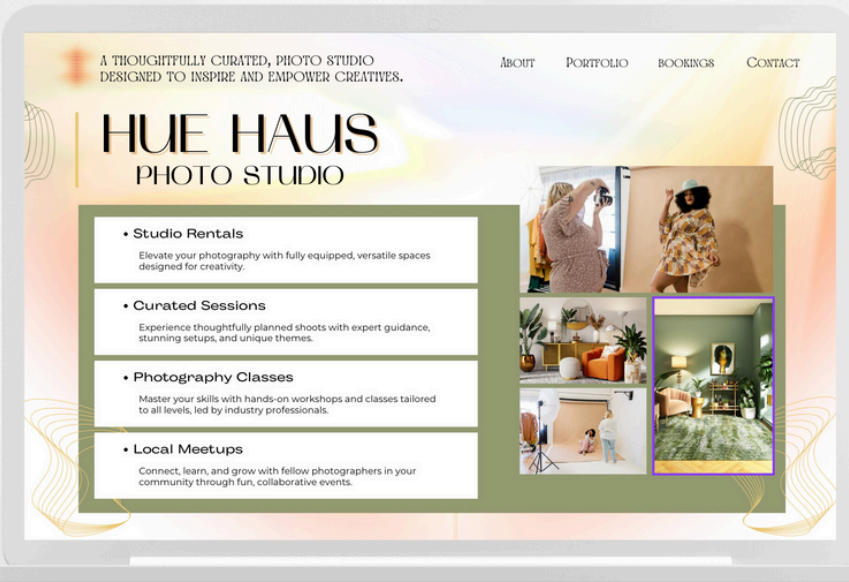 A THOUGHTFULLY CURATED, PHOTO STUDIO
DESIGNED TO INSPIRE AND EMPOWER CREATIVES.
ABOUT
PORTFOLIO
BOOKINGS
CONTACT
HUE HAUS
PHOTO STUDIO
• Studio Rentals
Elevate your photography with fully equipped, versatile spaces
designed for creativity.
• Curated Sessions
Experience thoughtfully planned shoots with expert guidance,
stunning setups, and unique themes.
• Photography Classes
Master your skills with hands-on workshops and classes tailored
to all levels, led by industry professionals.
• Local Meetups
Connect, learn, and grow with fellow photographers in your
community through fun, collaborative events.